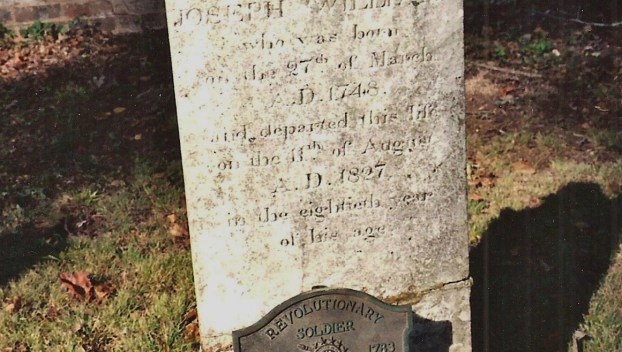 JOSEPH
who was born
on the 27th of March
A.D. 1748.
and departed this life
on the 11th of August
A.D. 1827.
in the eightieth year
of his age
REVOLUTIONARY
SOLDIER
1783